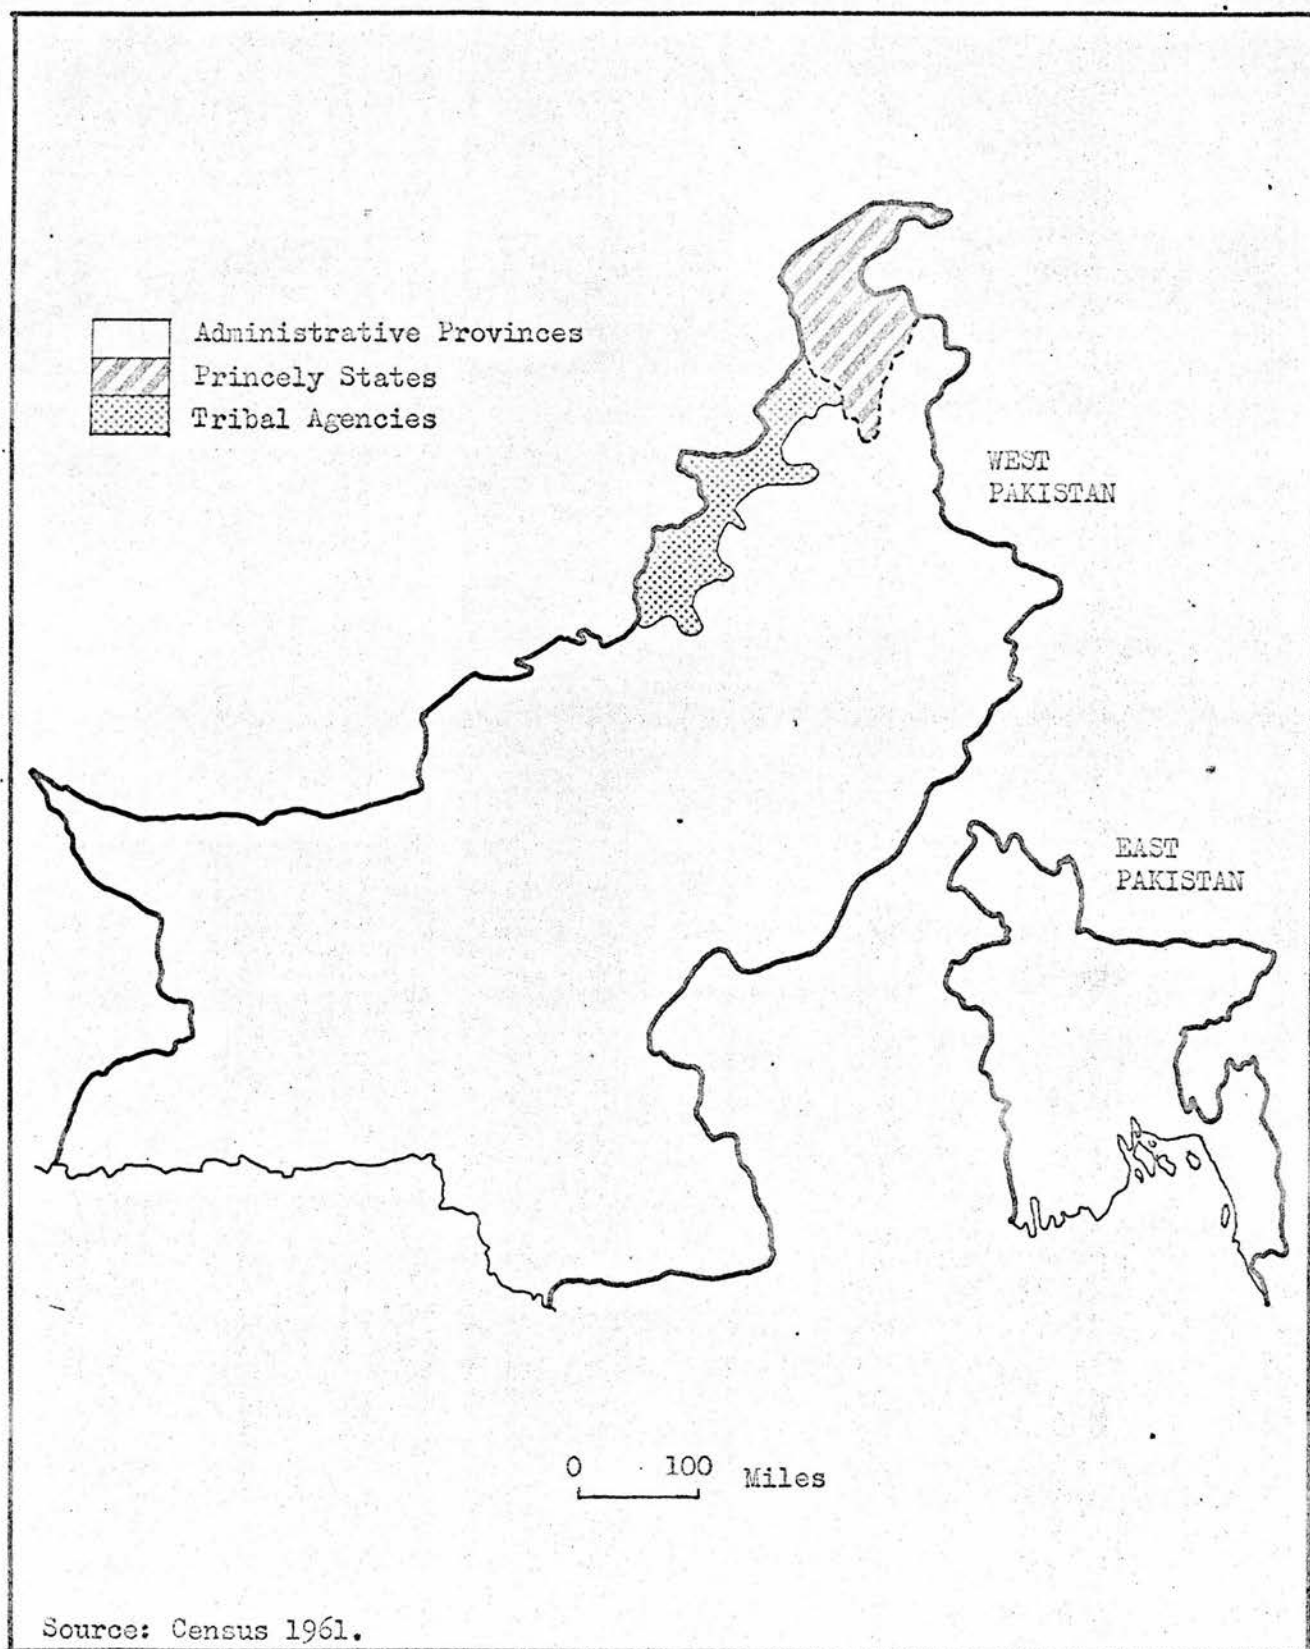 Administrative Provinces
Princely States
Tribal Agencies
WEST
PAKISTAN
EAST
PAKISTAN
0 100 Miles
Source: Census 1961.